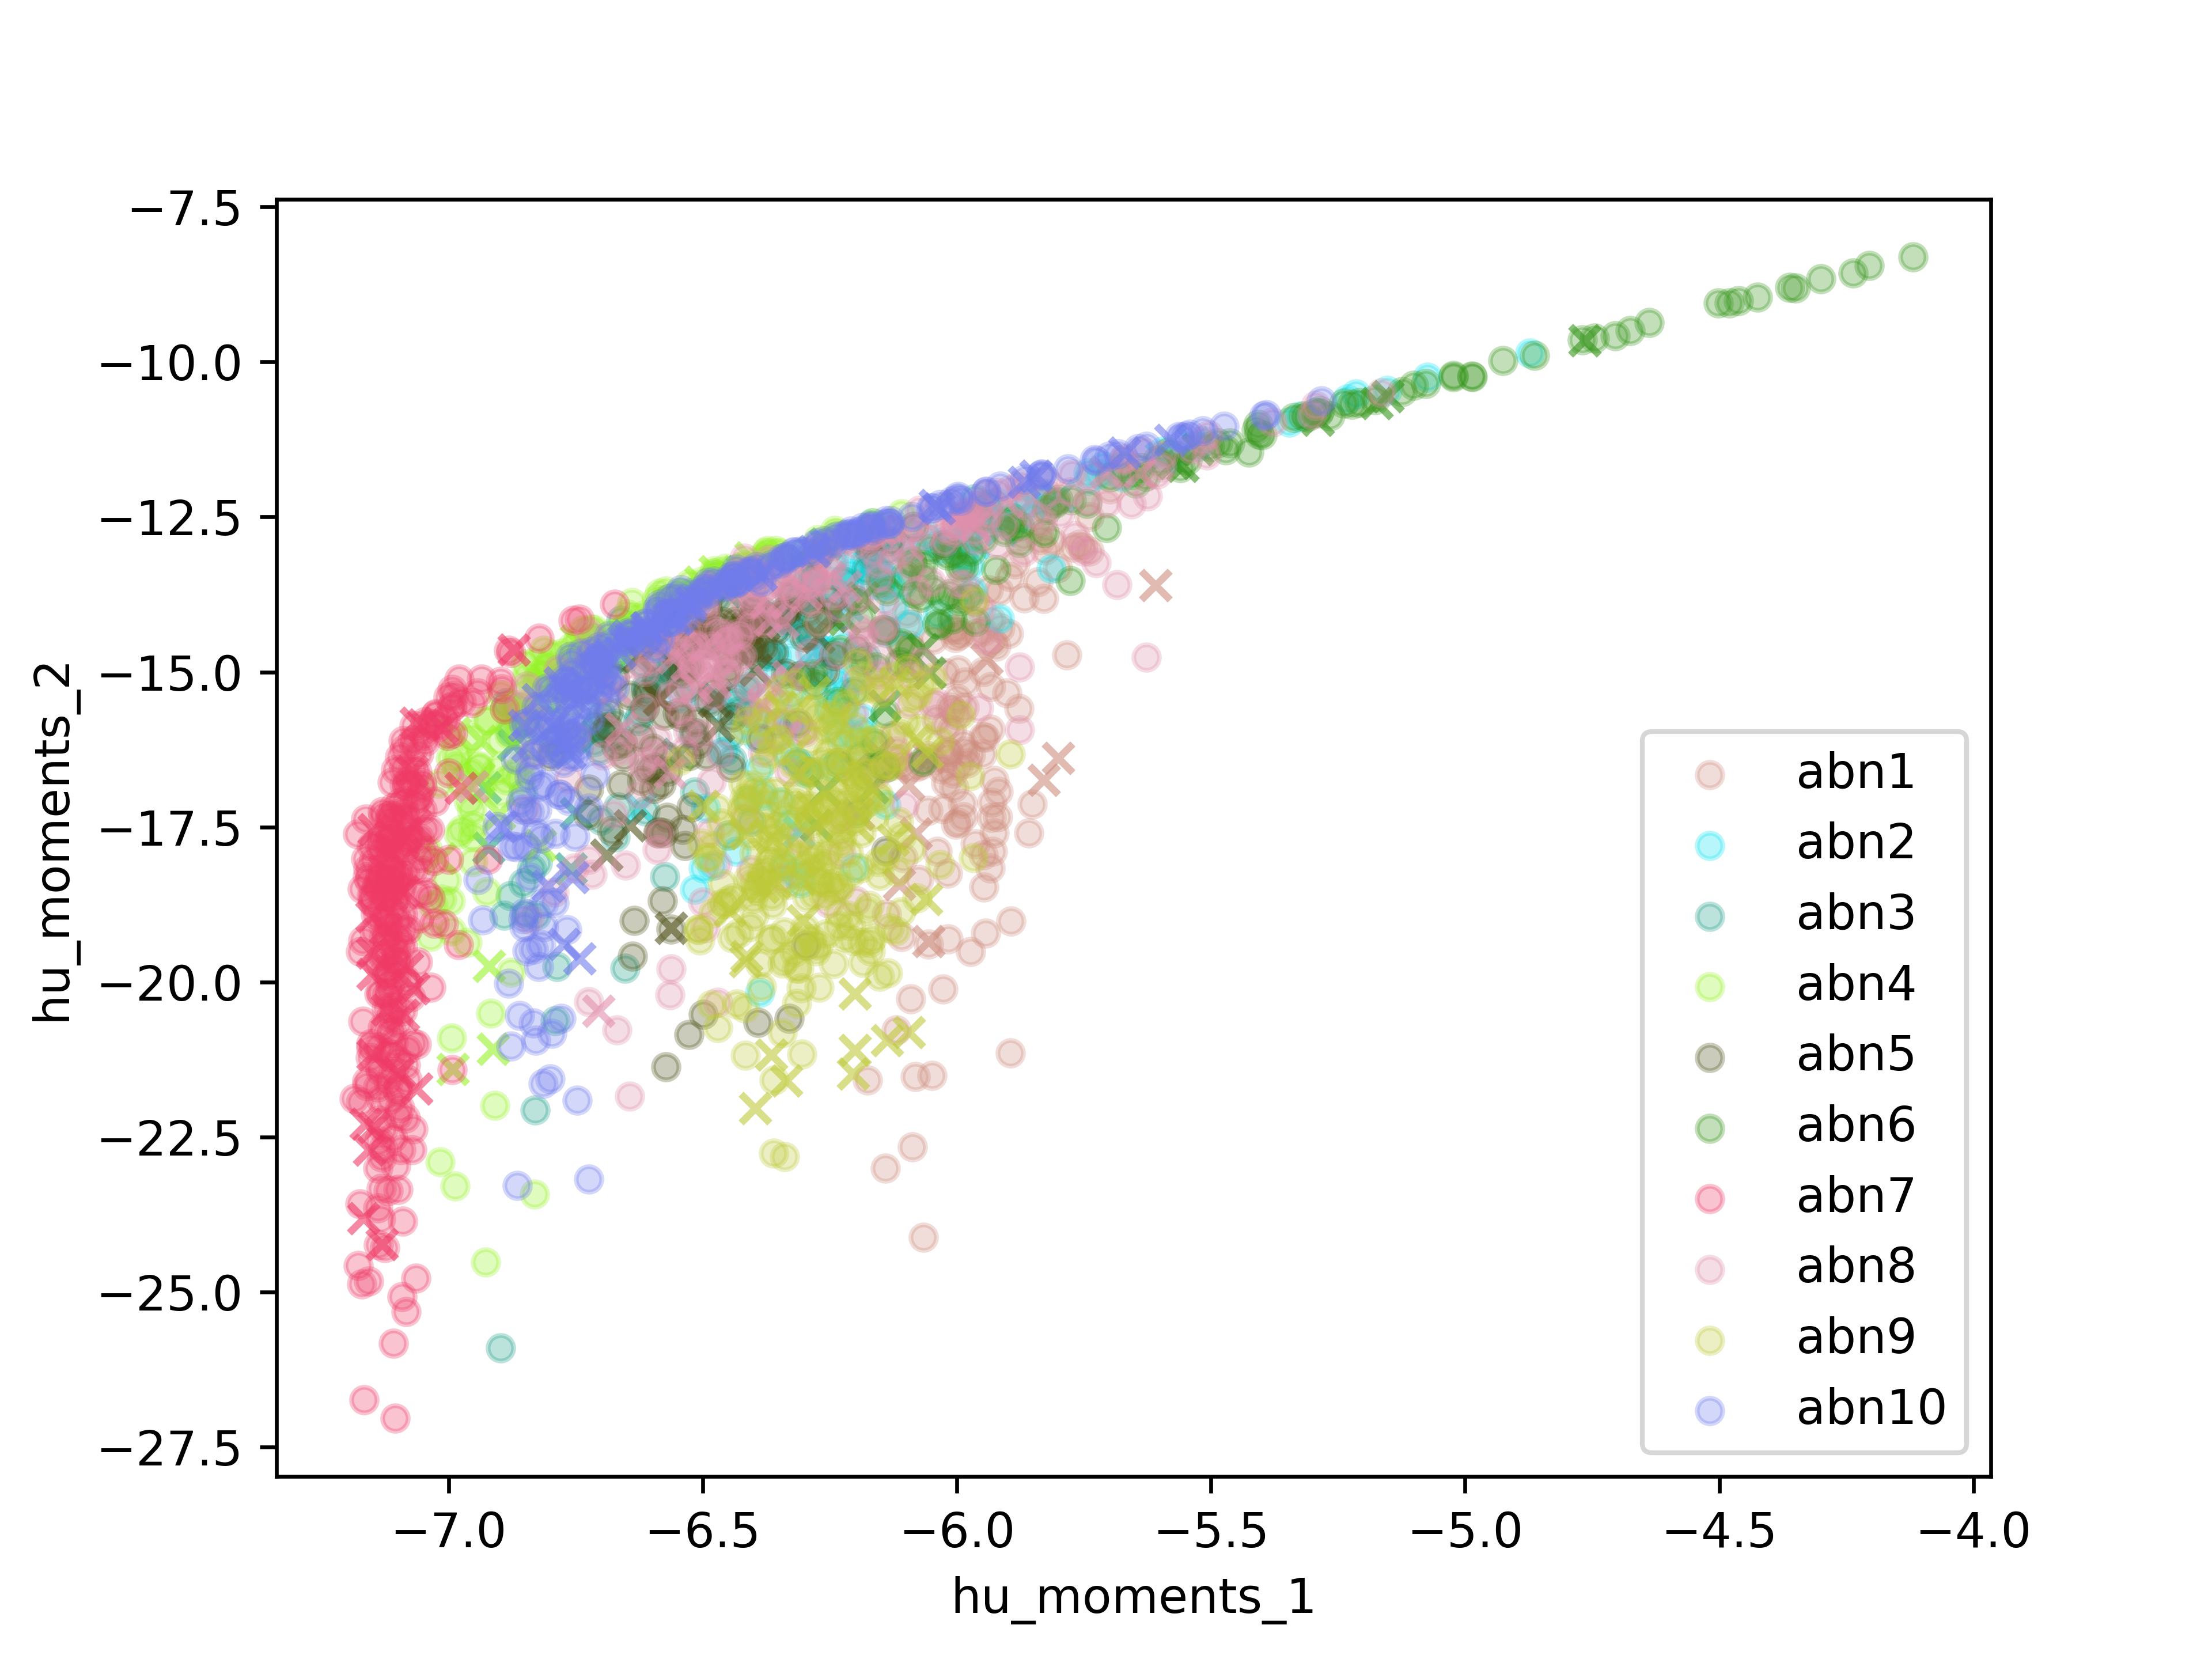 −7.5
−10.0
−12.5
−15.0
−17.5
−20.0
−22.5
−25.0
−27.5
hu_moments_2
−7.0
−6.5
−6.0
−5.5
−5.0
−4.5
−4.0
hu_moments_1
abn1
abn2
abn3
abn4
abn5
abn6
abn7
abn8
abn9
abn10